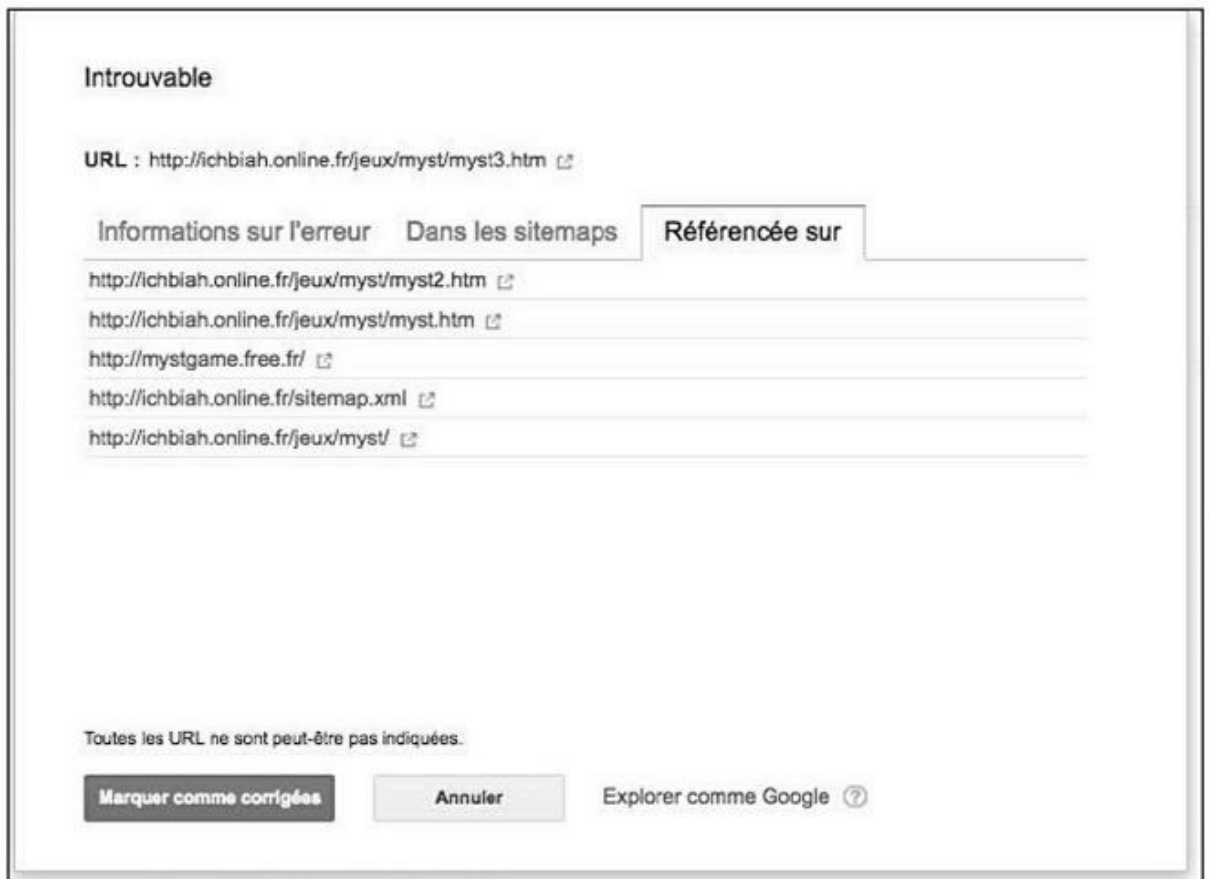 Introuvable
URL : http://ichbiah.online.fr/jeux/myst/myst3.htm
Informations sur l'erreur Dans les sitemaps Référencée sur
http://ichbiah.online.fr/jeux/myst/myst2.htm
http://ichbiah.online.fr/jeux/myst/myst.htm
http://mystgame.free.fr/
http://ichbiah.online.fr/sitemap.xml
http://ichbiah.online.fr/jeux/myst/
Toutes les URL ne sont peut-être pas indiquées.
Marquer comme corrigées Annuler Explorer comme Google ?